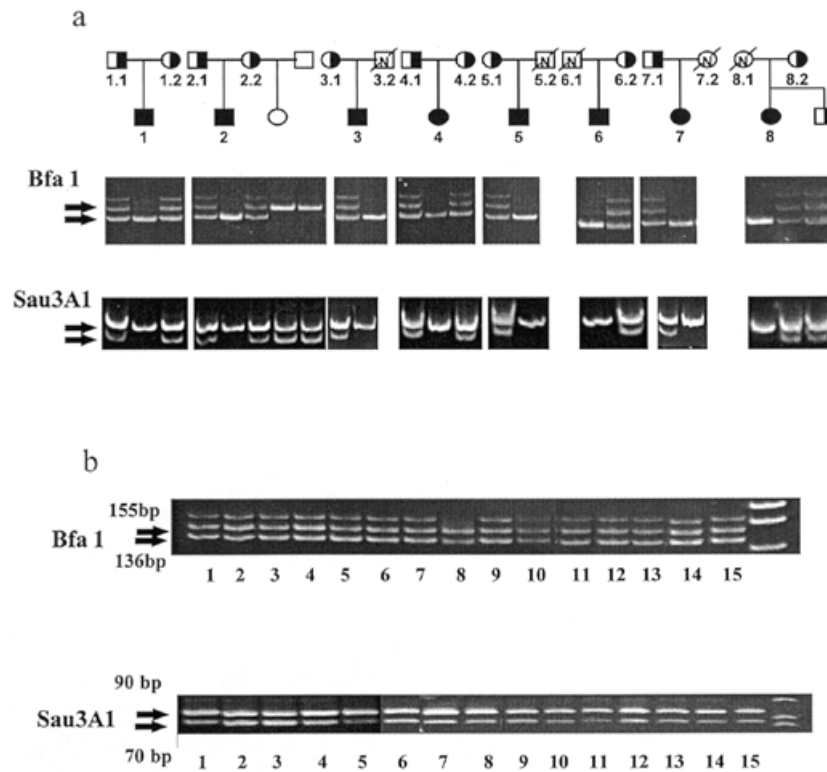 a
N N N N N
1.1 1.2 2.1 2.2 3.1 3.2 4.1 4.2 5.1 5.2 6.1 6.2 7.1 7.2 8.1 8.2
1 2 3 4 5 6 7 8
Bfa 1
Sau3A1
b
155bp
Bfa 1
136bp
1 2 3 4 5 6 7 8 9 10 11 12 13 14 15
90 bp
Sau3A1
70 bp
1 2 3 4 5 6 7 8 9 10 11 12 13 14 15